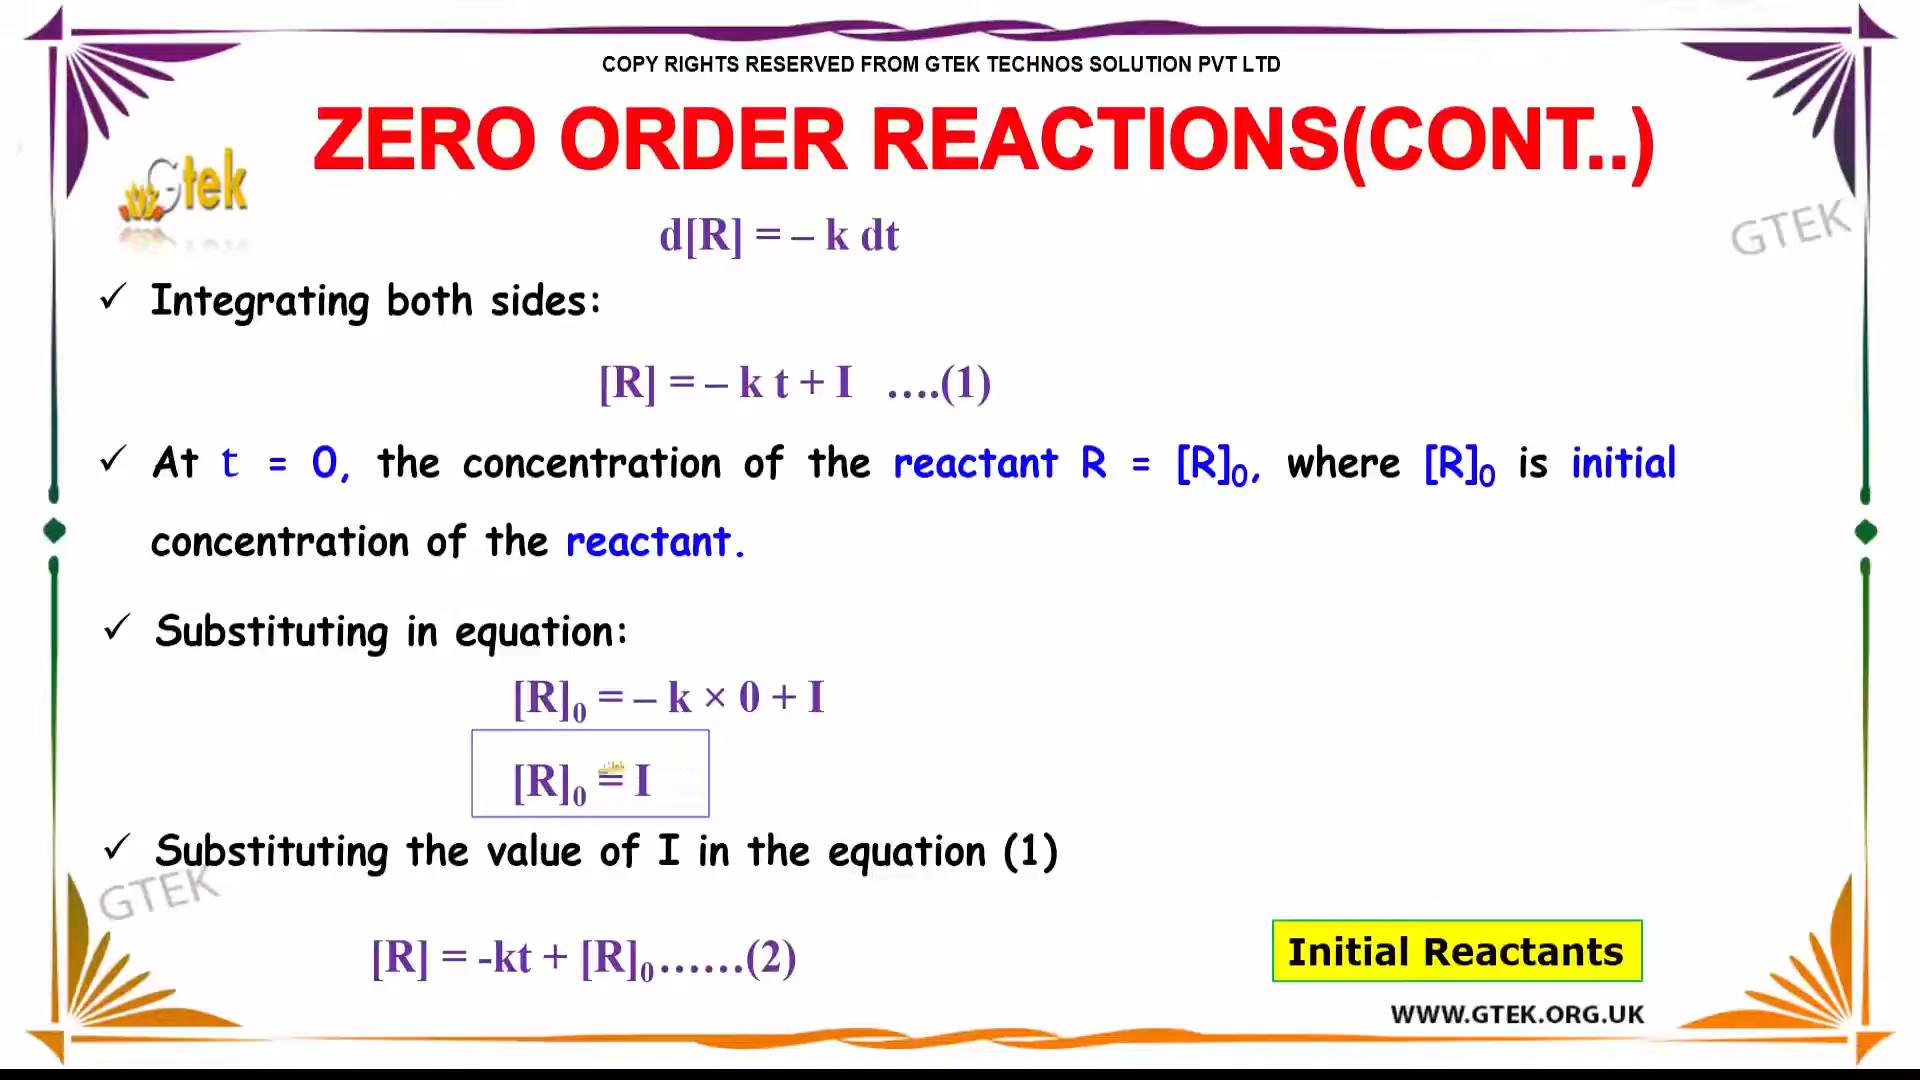 COPY RIGHTS RESERVED FROM GTEK TECHNOS SOLUTION PVT LTD
ZERO ORDER REACTIONS(CONT..)
Gtek
GTEK
d[R] = – k dt
✓ Integrating both sides:
[R] = – k t + I ….(1)
✓ At t = 0, the concentration of the reactant R = [R]₀, where [R]₀ is initial
concentration of the reactant.
✓ Substituting in equation:
[R]₀ = – k × 0 + I
[R]₀ = I
✓ Substituting the value of I in the equation (1)
GTEK
[R] = -kt + [R]₀……(2)
Initial Reactants
WWW.GTEK.ORG.UK